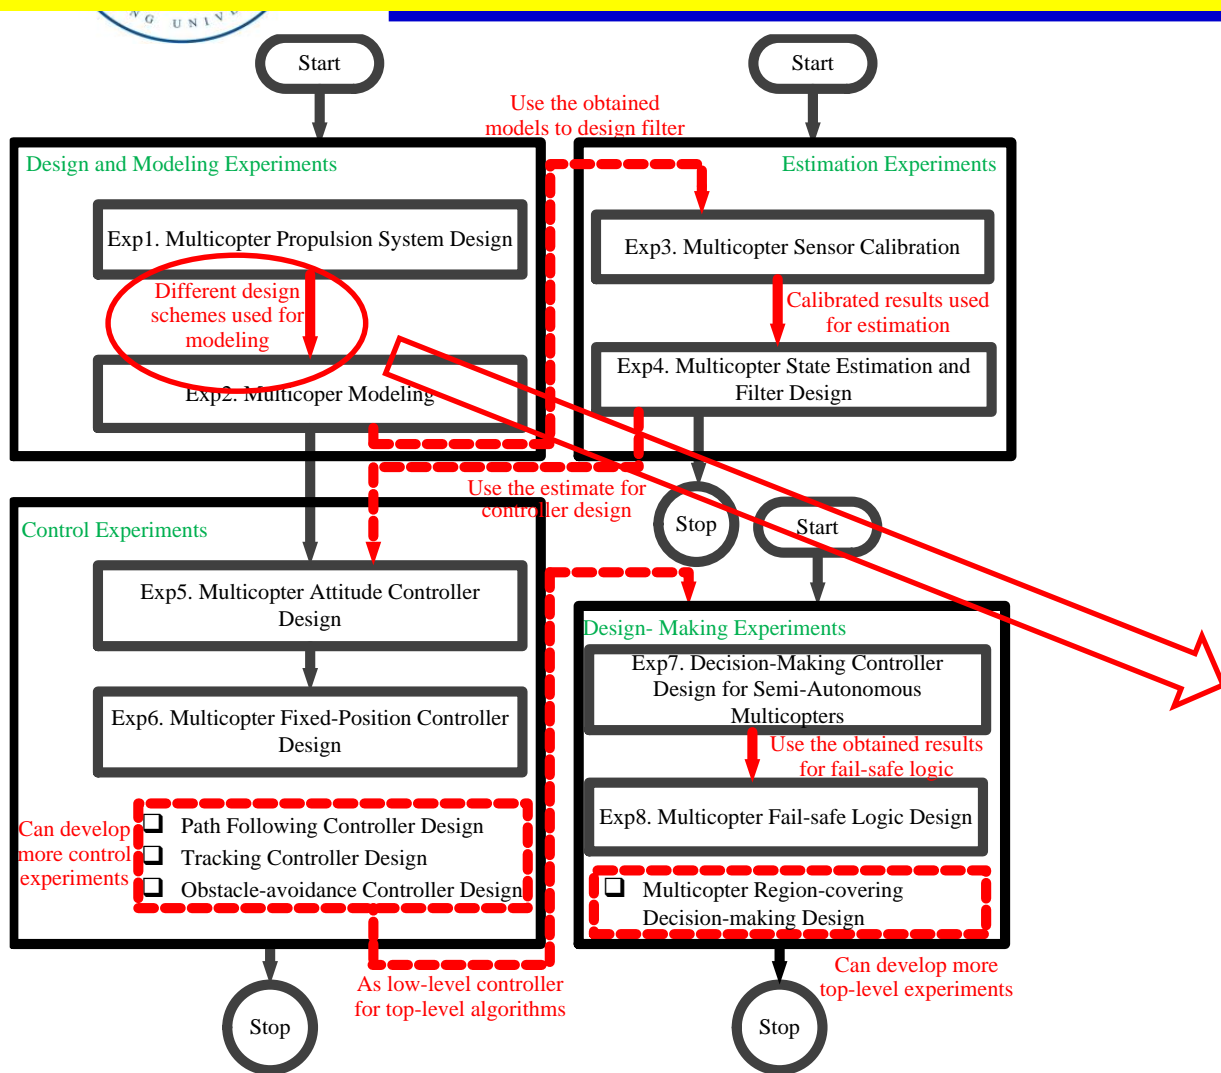 NG UNIV
Start
Start
Use the obtained
models to design filter
Design and Modeling Experiments
Exp1. Multicopter Propulsion System Design
Different design
schemes used for
modeling
Exp2. Multicoper Modeling
Estimation Experiments
Exp3. Multicopter Sensor Calibration
Calibrated results used
for estimation
Exp4. Multicopter State Estimation and
Filter Design
Use the estimate for
controller design
Stop
Start
Control Experiments
Exp5. Multicopter Attitude Controller
Design
Exp6. Multicopter Fixed-Position Controller
Design
Can develop
more control
experiments
Path Following Controller Design
Tracking Controller Design
Obstacle-avoidance Controller Design
As low-level controller
for top-level algorithms
Stop
Design- Making Experiments
Exp7. Decision-Making Controller
Design for Semi-Autonomous
Multicopters
Use the obtained results
for fail-safe logic
Exp8. Multicopter Fail-safe Logic Design
Multicopter Region-covering
Decision-making Design
Can develop more
top-level experiments
Stop